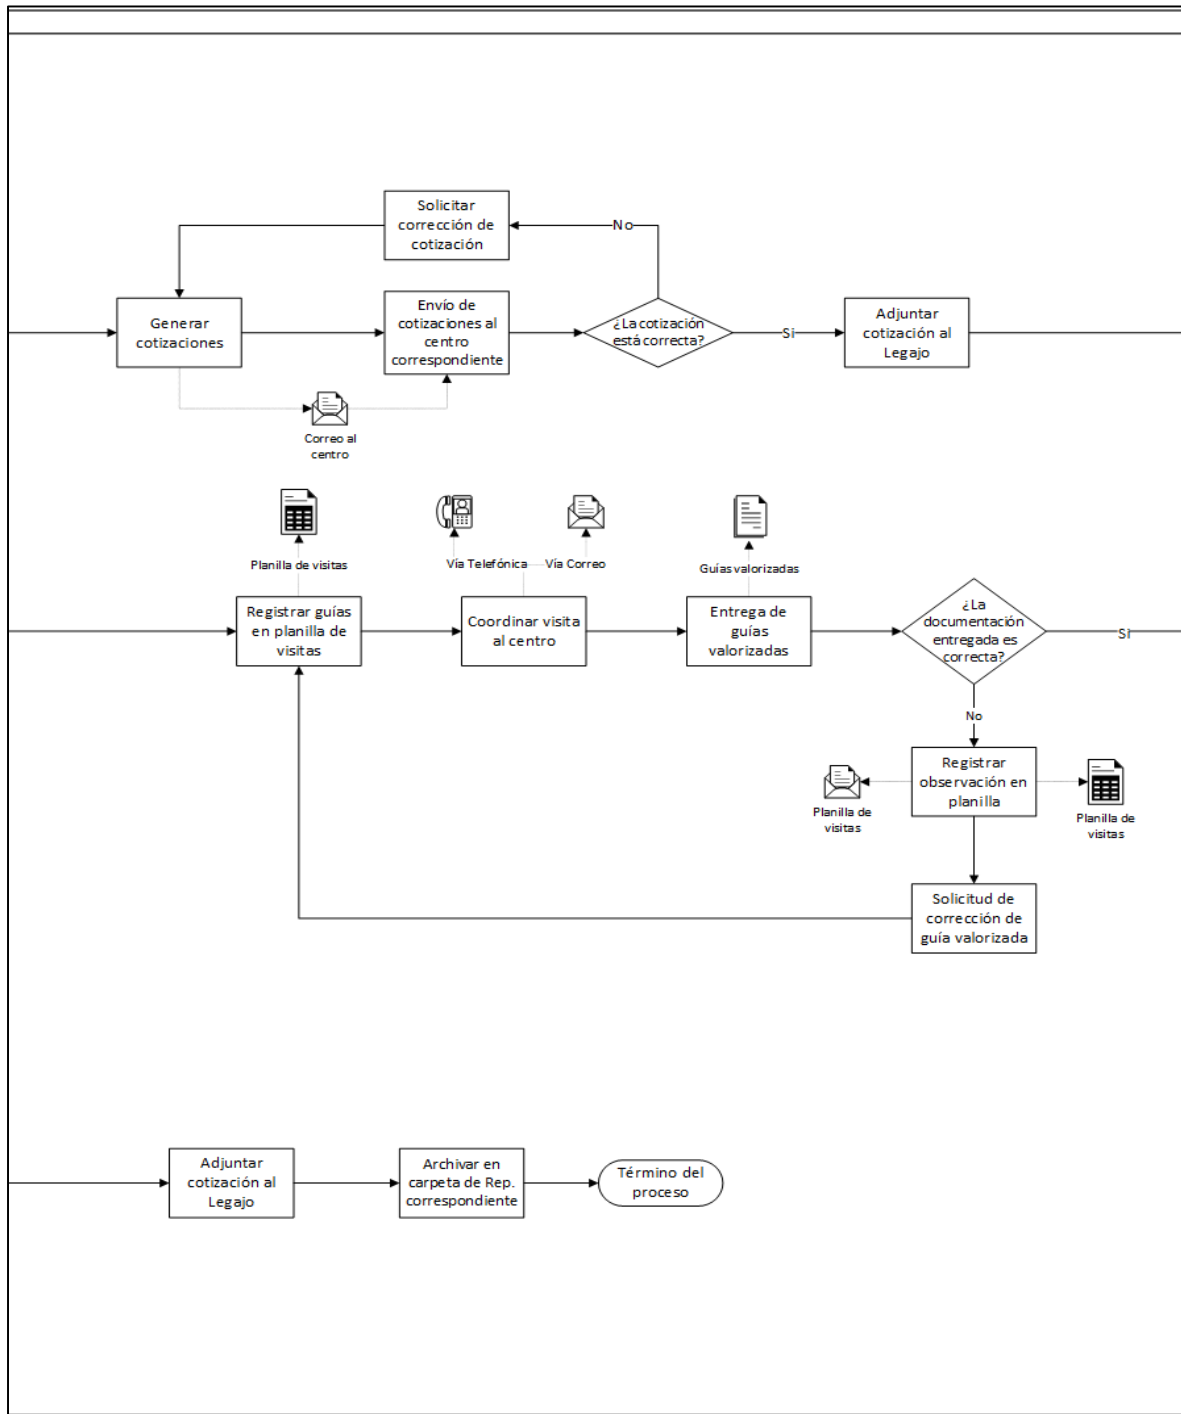 Solicitar
corrección de
cotización
No
Generar
cotizaciones
Envío de
cotizaciones al
centro
correspondiente
¿La cotización
está correcta?
Si
Adjuntar
cotización al
Legajo
Correo al
centro
Planilla de visitas
Vía Telefónica
Vía Correo
Guías valorizadas
Registrar guías
en planilla de
visitas
Coordinar visita
al centro
Entrega de
guías
valorizadas
¿La
documentación
entregada es
correcta?
Si
No
Registrar
observación en
planilla
Planilla de
visitas
Planilla de
visitas
Solicitud de
corrección de
guía valorizada
Adjuntar
cotización al
Legajo
Archivar en
carpeta de Rep.
correspondiente
Término del
proceso